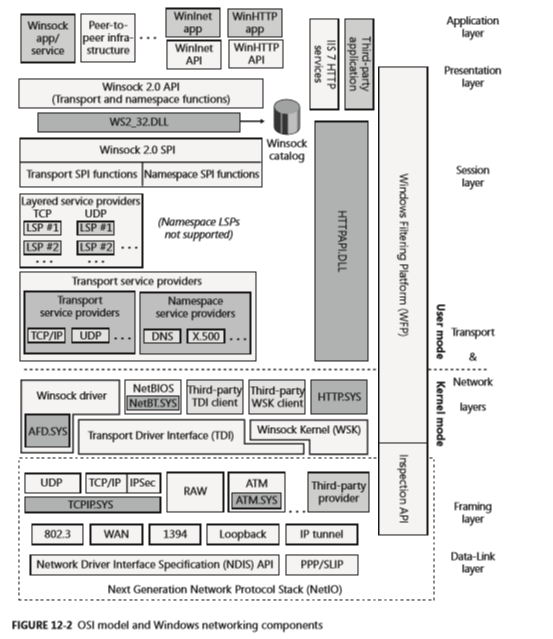 Winsock
app/
service
Peer-to-
peer infra-
structure
...
WinInet
app
WinInet
API
WinHTTP
app
WinHTTP
API
IIS 7 HTTP
services
Third-party
application
Application
layer
Presentation
layer
Winsock 2.0 API
(Transport and namespace functions)
WS2_32.DLL
Winsock
catalog
Winsock 2.0 SPI
Transport SPI functions
Namespace SPI functions
Session
layer
Layered service providers
TCP
UDP
LSP #1
LSP #1
LSP #2
LSP #2
...
...
...
(Namespace LSPs
not supported)
HTTPAPI.DLL
Windows Filtering Platform (WFP)
Transport service providers
Transport
service providers
TCP/IP
UDP
...
Namespace
service providers
DNS
X.500
...
User mode
Kernel mode
Transport
&
Network
layers
Winsock driver
AFD.SYS
NetBIOS
NetBT.SYS
Third-party
TDI client
Third-party
WSK client
HTTP.SYS
Transport Driver Interface (TDI)
Winsock Kernel (WSK)
Inspection API
UDP
TCP/IP
IPSec
TCPIP.SYS
RAW
ATM
ATM.SYS
...
Third-party
provider
Framing
layer
802.3
WAN
1394
Loopback
IP tunnel
Network Driver Interface Specification (NDIS) API
PPP/SLIP
Data-Link
layer
Next Generation Network Protocol Stack (NetIO)
FIGURE 12-2 OSI model and Windows networking components